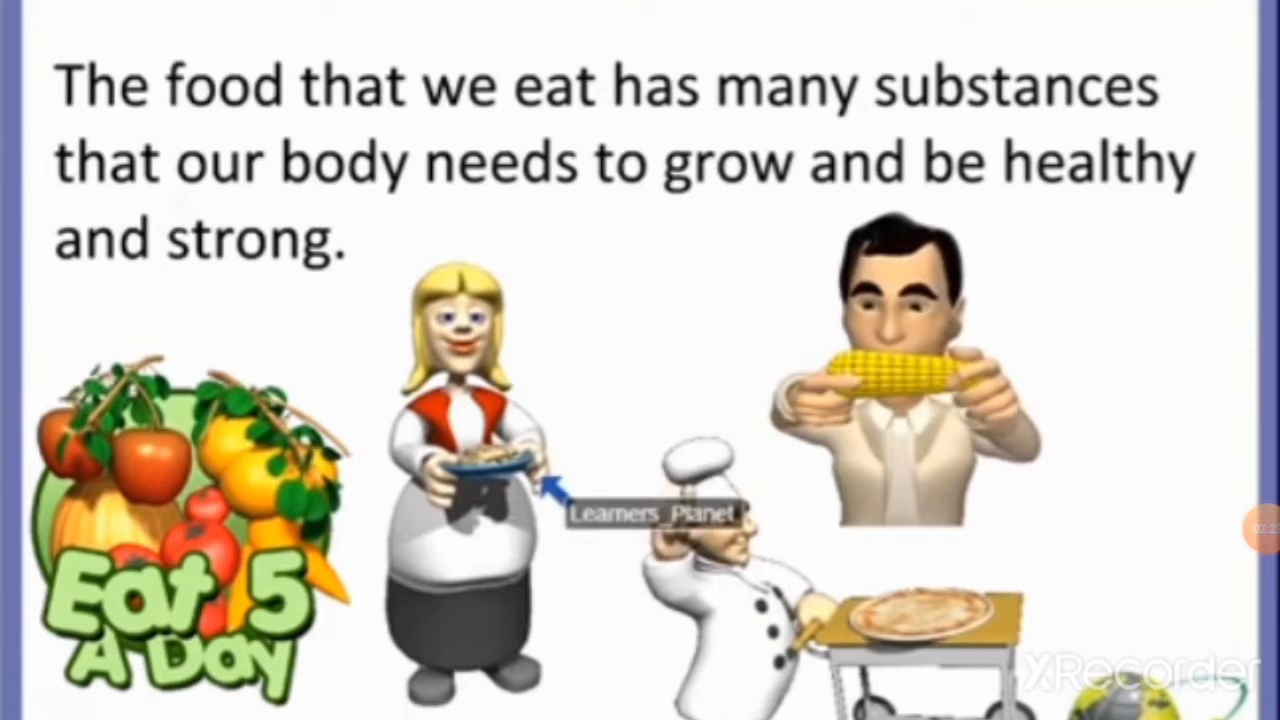 The food that we eat has many substances
that our body needs to grow and be healthy
and strong.
Learners_Planet
Eat 5
A Day
XRecorder